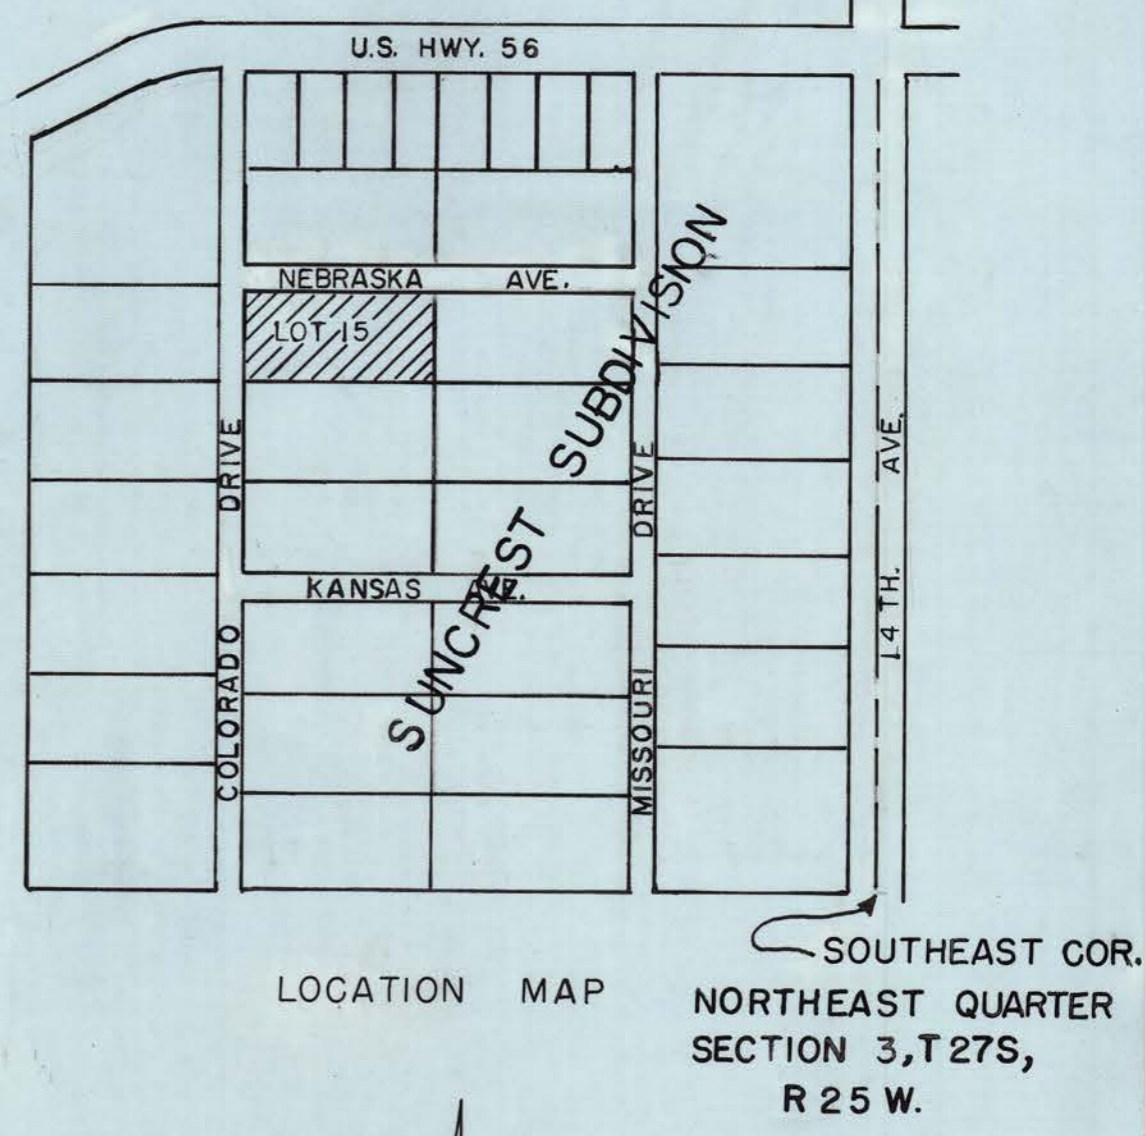 U.S. HWY. 56
NEBRASKA AVE.
LOT 15
SUNCREST SUBDIVISION
COLORADO DRIVE
MISSOURI DRIVE
14 TH. AVE.
KANSAS AVE.
SOUTHEAST COR.
NORTHEAST QUARTER
SECTION 3, T 27S,
R 25 W.
LOCATION MAP